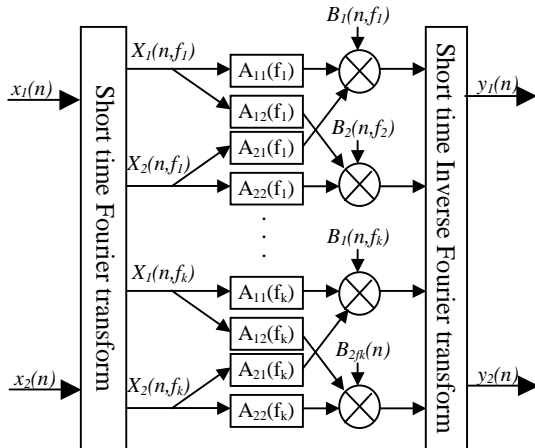 B₁(n,f₁)
X₁(n,f₁)
A₁₁(f₁)
x₁(n)
y₁(n)
A₁₂(f₁)
B₂(n,f₂)
A₂₁(f₁)
X₂(n,f₁)
A₂₂(f₁)
Short time Fourier transform
Short time Inverse Fourier transform
. . .
B₁(n,fₖ)
X₁(n,fₖ)
A₁₁(fₖ)
A₁₂(fₖ)
B₂fₖ(n)
A₂₁(fₖ)
x₂(n)
X₂(n,fₖ)
y₂(n)
A₂₂(fₖ)